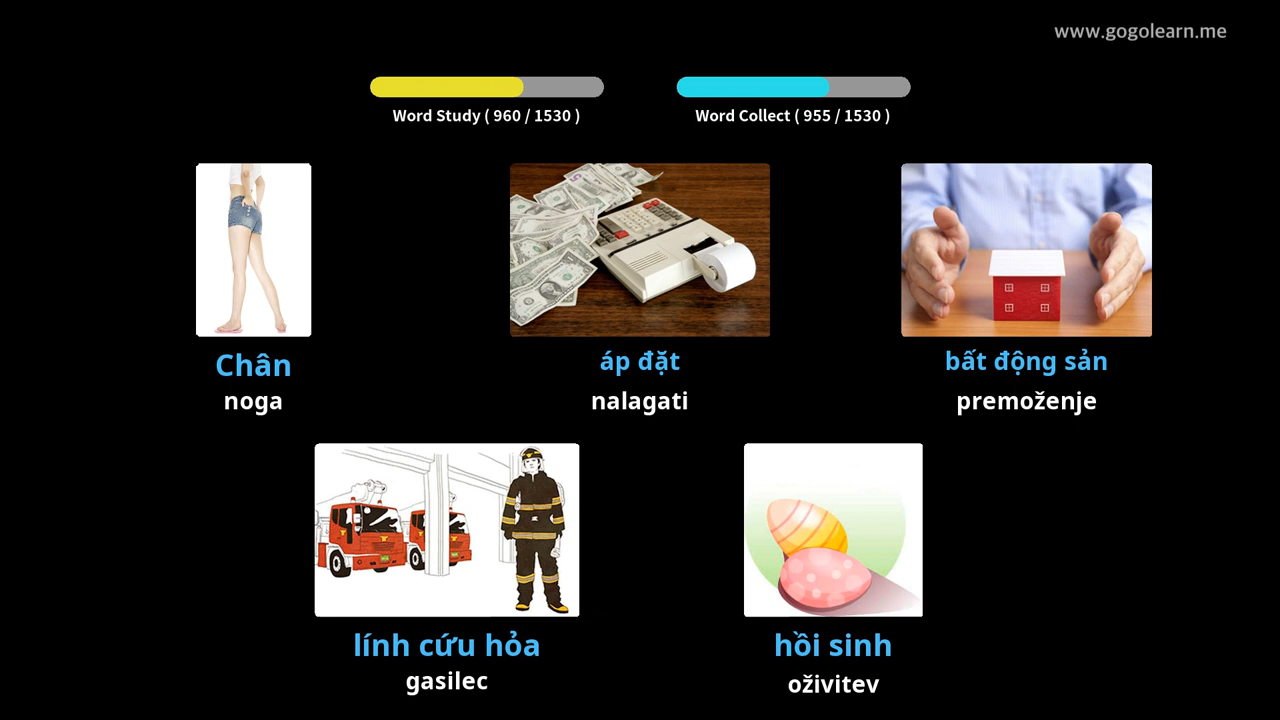 www.gogolearn.me
Word Study ( 960 / 1530 )
Word Collect ( 955 / 1530 )
Chân
áp đặt
bất động sản
noga
nalagati
premoženje
lính cứu hỏa
hồi sinh
gasilec
oživitev